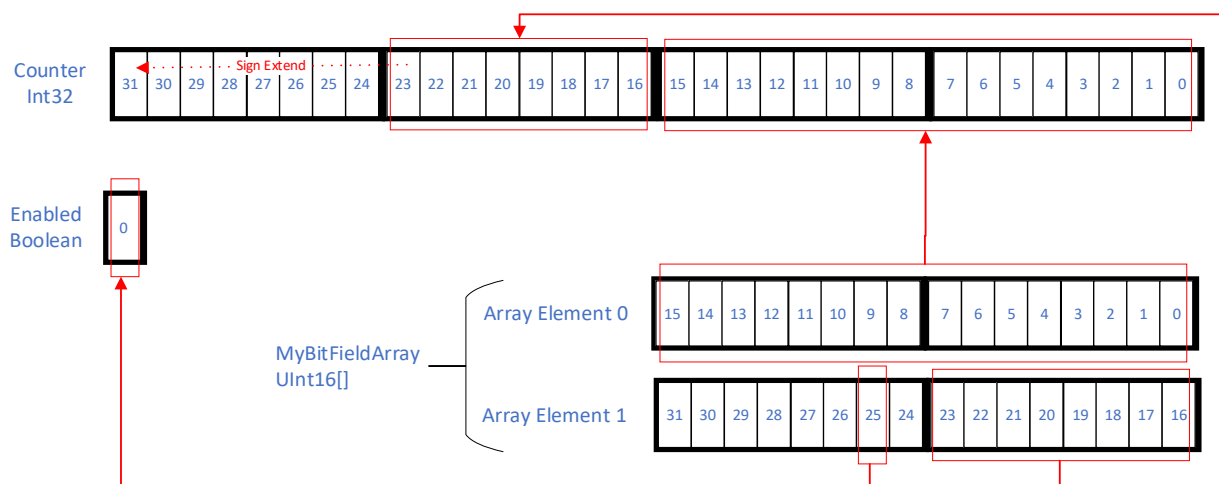 Sign Extend
Counter
Int32
31 30 29 28 27 26 25 24 23 22 21 20 19 18 17 16 15 14 13 12 11 10 9 8 7 6 5 4 3 2 1 0
Enabled
Boolean
0
MyBitFieldArray
UInt16[]
Array Element 0
15 14 13 12 11 10 9 8 7 6 5 4 3 2 1 0
Array Element 1
31 30 29 28 27 26 25 24 23 22 21 20 19 18 17 16